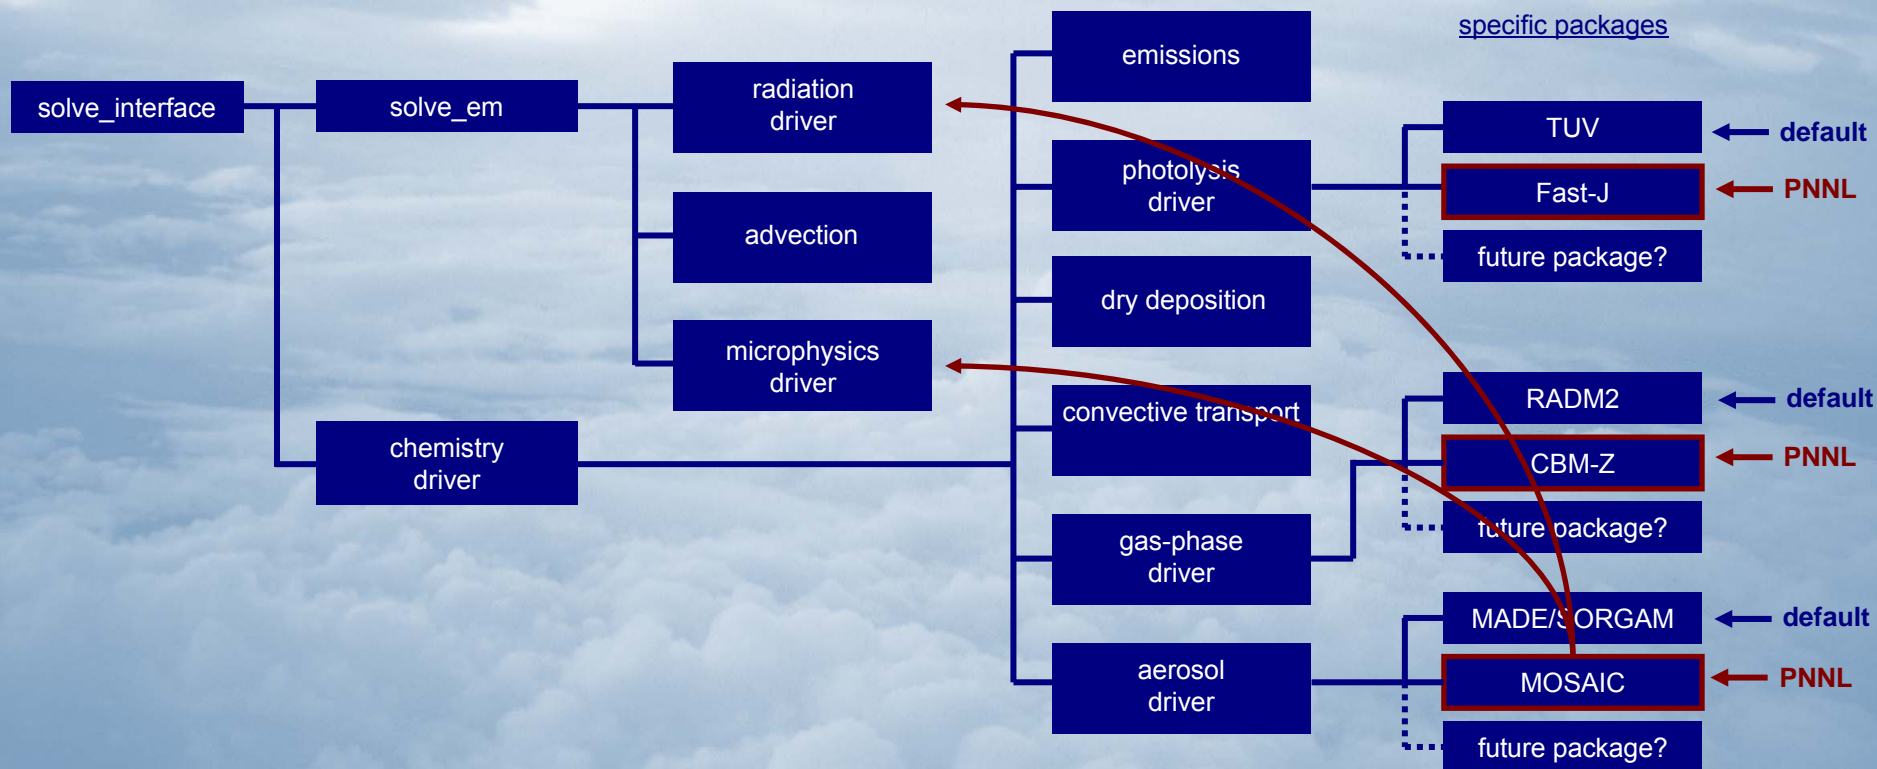 specific packages
solve_interface
solve_em
radiation
driver
advection
microphysics
driver
chemistry
driver
emissions
photolysis
driver
dry deposition
convective transport
gas-phase
driver
aerosol
driver
TUV
default
Fast-J
PNNL
future package?
RADM2
default
CBM-Z
PNNL
future package?
MADE/SORGAM
default
MOSAIC
PNNL
future package?